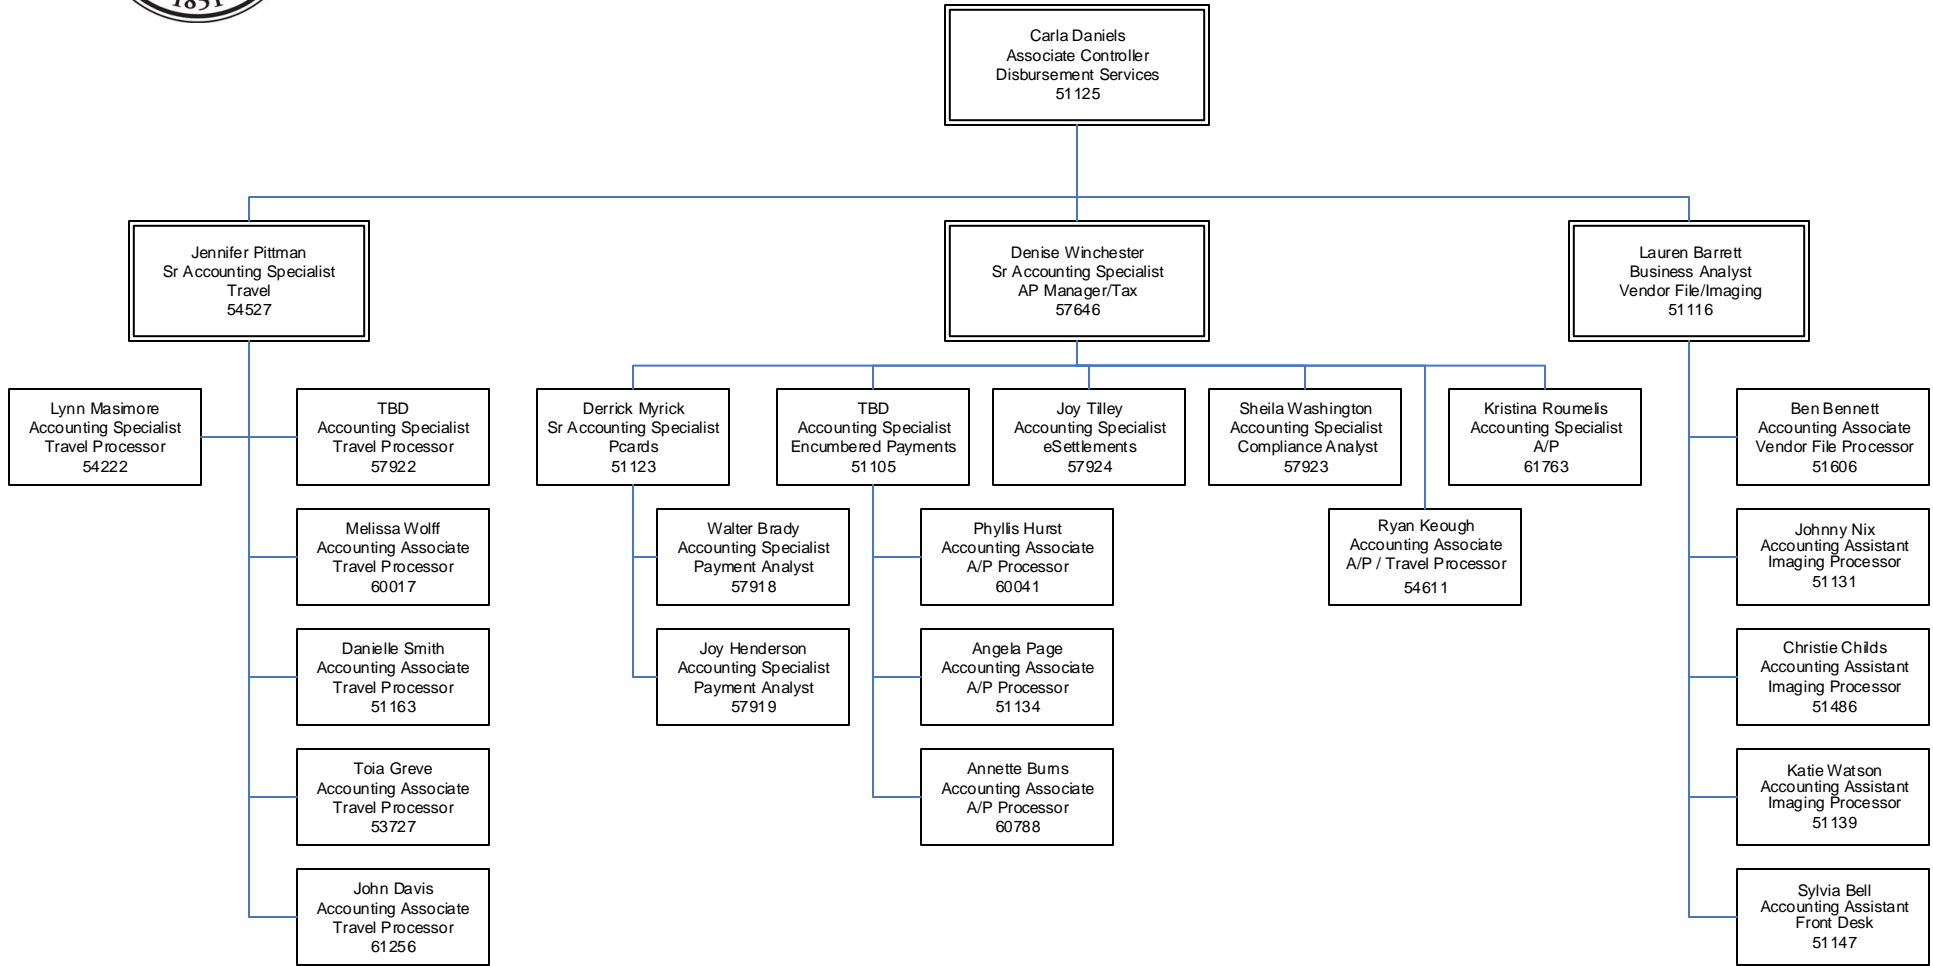 1851
Carla Daniels
Associate Controller
Disbursement Services
51125
Jennifer Pittman
Sr Accounting Specialist
Travel
54527
Denise Winchester
Sr Accounting Specialist
AP Manager/Tax
57646
Lauren Barrett
Business Analyst
Vendor File/Imaging
51116
Lynn Masimore
Accounting Specialist
Travel Processor
54222
TBD
Accounting Specialist
Travel Processor
57922
Derrick Myrick
Sr Accounting Specialist
Pcards
51123
TBD
Accounting Specialist
Encumbered Payments
51105
Joy Tilley
Accounting Specialist
eSettlements
57924
Sheila Washington
Accounting Specialist
Compliance Analyst
57923
Kristina Roumelis
Accounting Specialist
A/P
61763
Ben Bennett
Accounting Associate
Vendor File Processor
51606
Melissa Wolff
Accounting Associate
Travel Processor
60017
Walter Brady
Accounting Specialist
Payment Analyst
57918
Phyllis Hurst
Accounting Associate
A/P Processor
60041
Ryan Keough
Accounting Associate
A/P / Travel Processor
54611
Johnny Nix
Accounting Assistant
Imaging Processor
51131
Danielle Smith
Accounting Associate
Travel Processor
51163
Joy Henderson
Accounting Specialist
Payment Analyst
57919
Angela Page
Accounting Associate
A/P Processor
51134
Christie Childs
Accounting Assistant
Imaging Processor
51486
Toia Greve
Accounting Associate
Travel Processor
53727
Annette Burns
Accounting Associate
A/P Processor
60788
Katie Watson
Accounting Assistant
Imaging Processor
51139
John Davis
Accounting Associate
Travel Processor
61256
Sylvia Bell
Accounting Assistant
Front Desk
51147